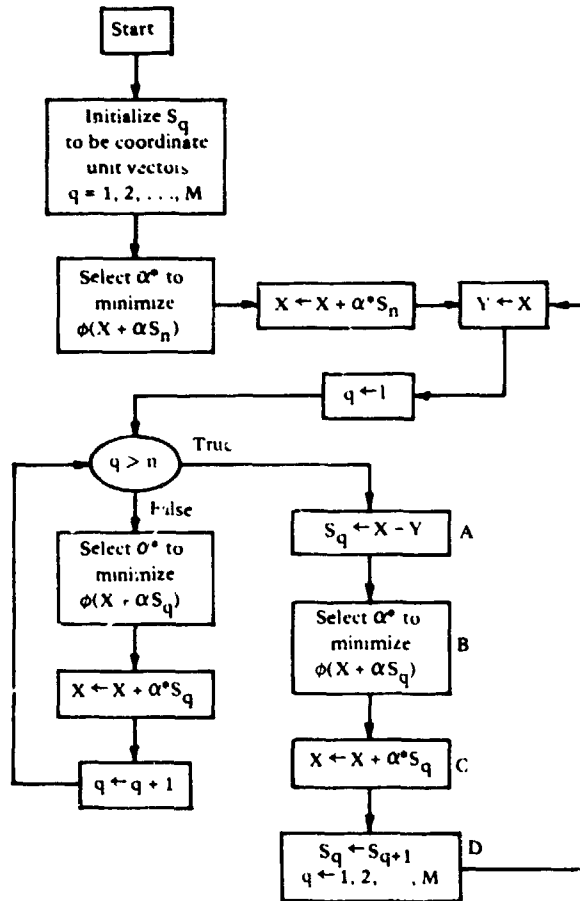 Start
Initialize S_q
to be coordinate
unit vectors
q = 1, 2, . . ., M
Select α* to
minimize
ϕ(X + αS_n)
X ← X + α*S_n
Y ← X
q ← 1
q > n
True
False
Select α* to
minimize
ϕ(X + αS_q)
X ← X + α*S_q
q ← q + 1
S_q ← X - Y
A
Select α* to
minimize
ϕ(X + αS_q)
B
X ← X + α*S_q
C
S_q ← S_q+1
q ← 1, 2, , M
D